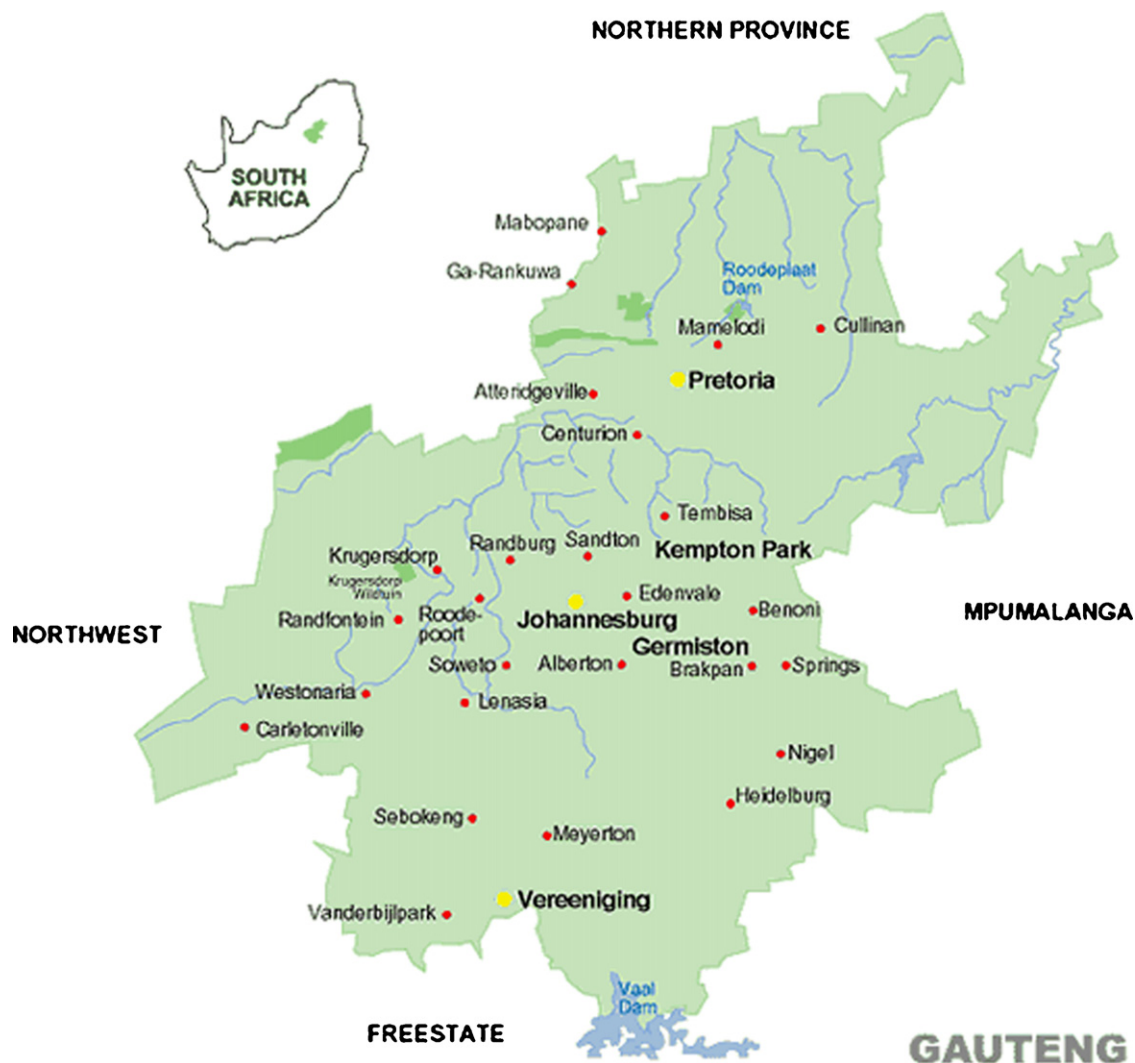 NORTHERN PROVINCE
SOUTH
AFRICA
Mabopane
Ga-Rankuwa
Roodeplaat
Dam
Mamelodi
Cullinan
Pretoria
Atteridgeville
Centurion
Tembisa
Kempton Park
Sandton
Randburg
Krugersdorp
Krugersdorp
Wildtuin
Edenvale
Benoni
MPUMALANGA
Randfontein
Roode-
poort
Johannesburg
NORTHWEST
Germiston
Soweto
Alberton
Brakpan
Springs
Westonaria
Lenasia
Carletonville
Nigel
Heidelburg
Sebokeng
Meyerton
Vereeniging
Vanderbijlpark
Vaal
Dam
FREESTATE
GAUTENG